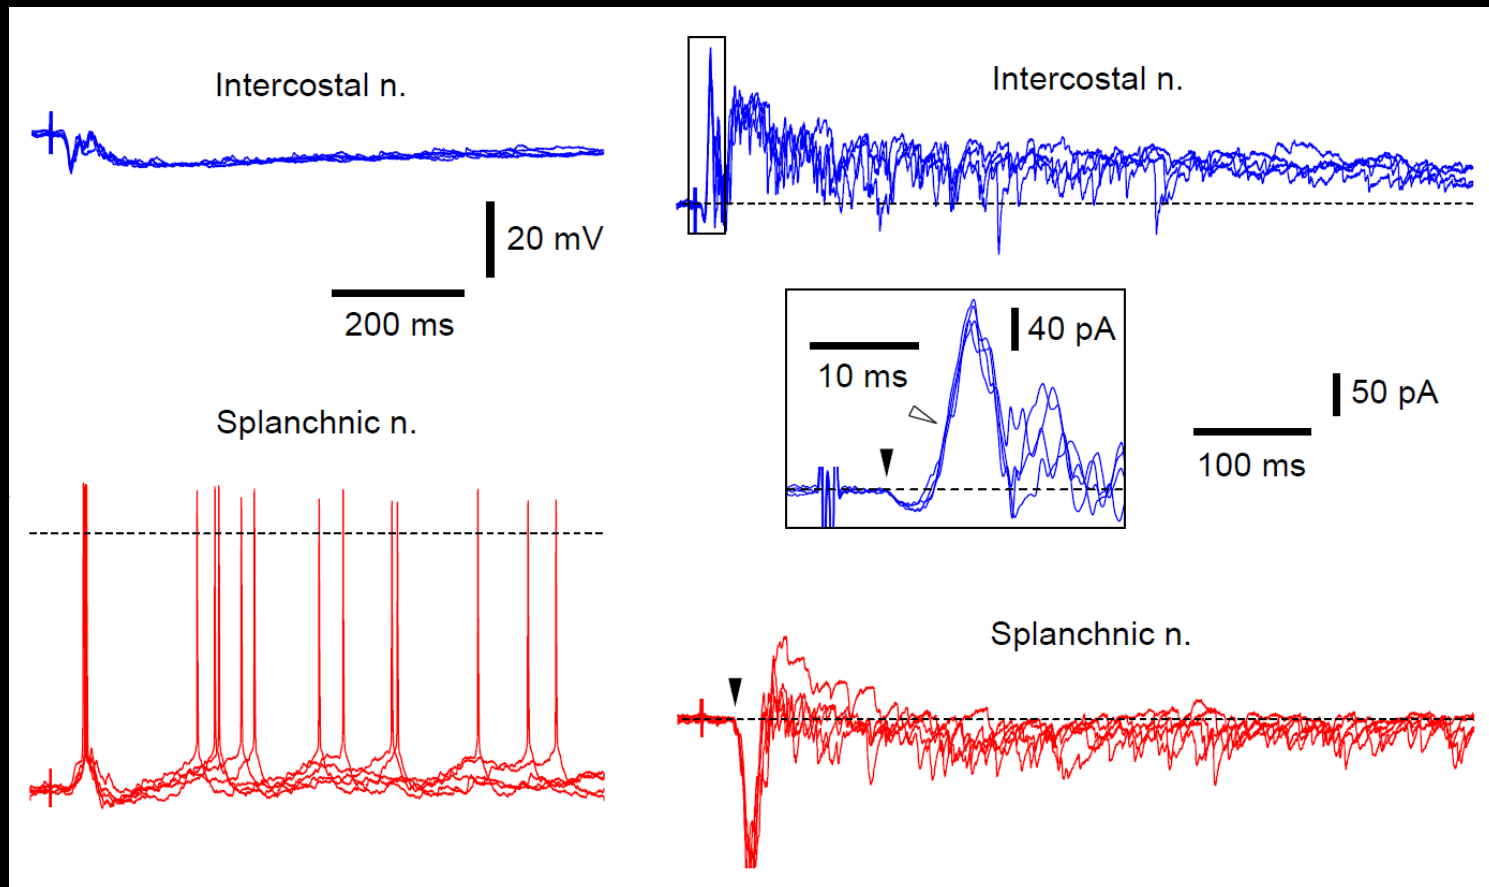 Intercostal n.
20 mV
200 ms
Splanchnic n.
Intercostal n.
40 pA
10 ms
50 pA
100 ms
Splanchnic n.